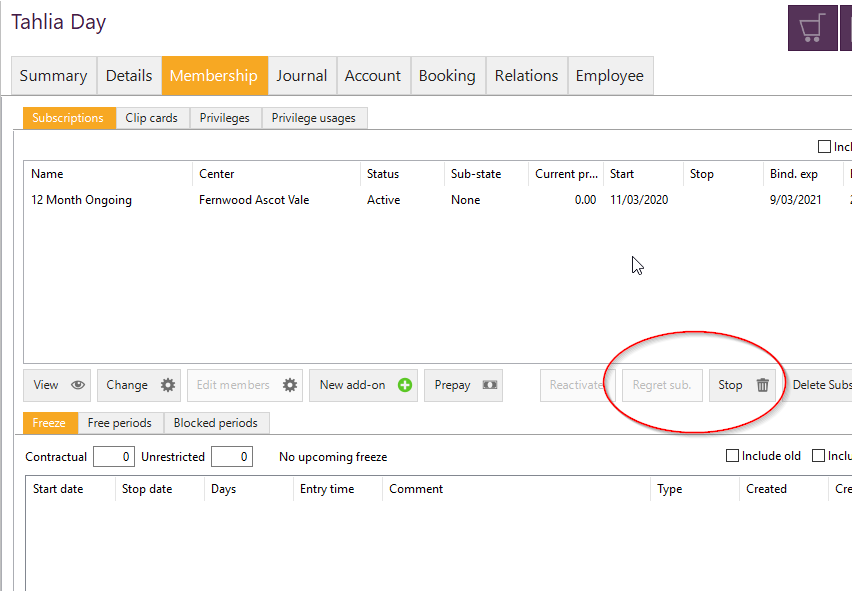 Tahlia Day
Summary Details Membership Journal Account Booking Relations Employee
Subscriptions Clip cards Privileges Privilege usages
Incl
Name Center Status Sub-state Current pr... Start Stop Bind. exp
12 Month Ongoing Fernwood Ascot Vale Active None 0.00 11/03/2020 9/03/2021
View Change Edit members New add-on Prepay Reactivate Regret sub. Stop Delete Subs
Freeze Free periods Blocked periods
Contractual 0 Unrestricted 0 No upcoming freeze Include old Inclu
Start date Stop date Days Entry time Comment Type Created Cre